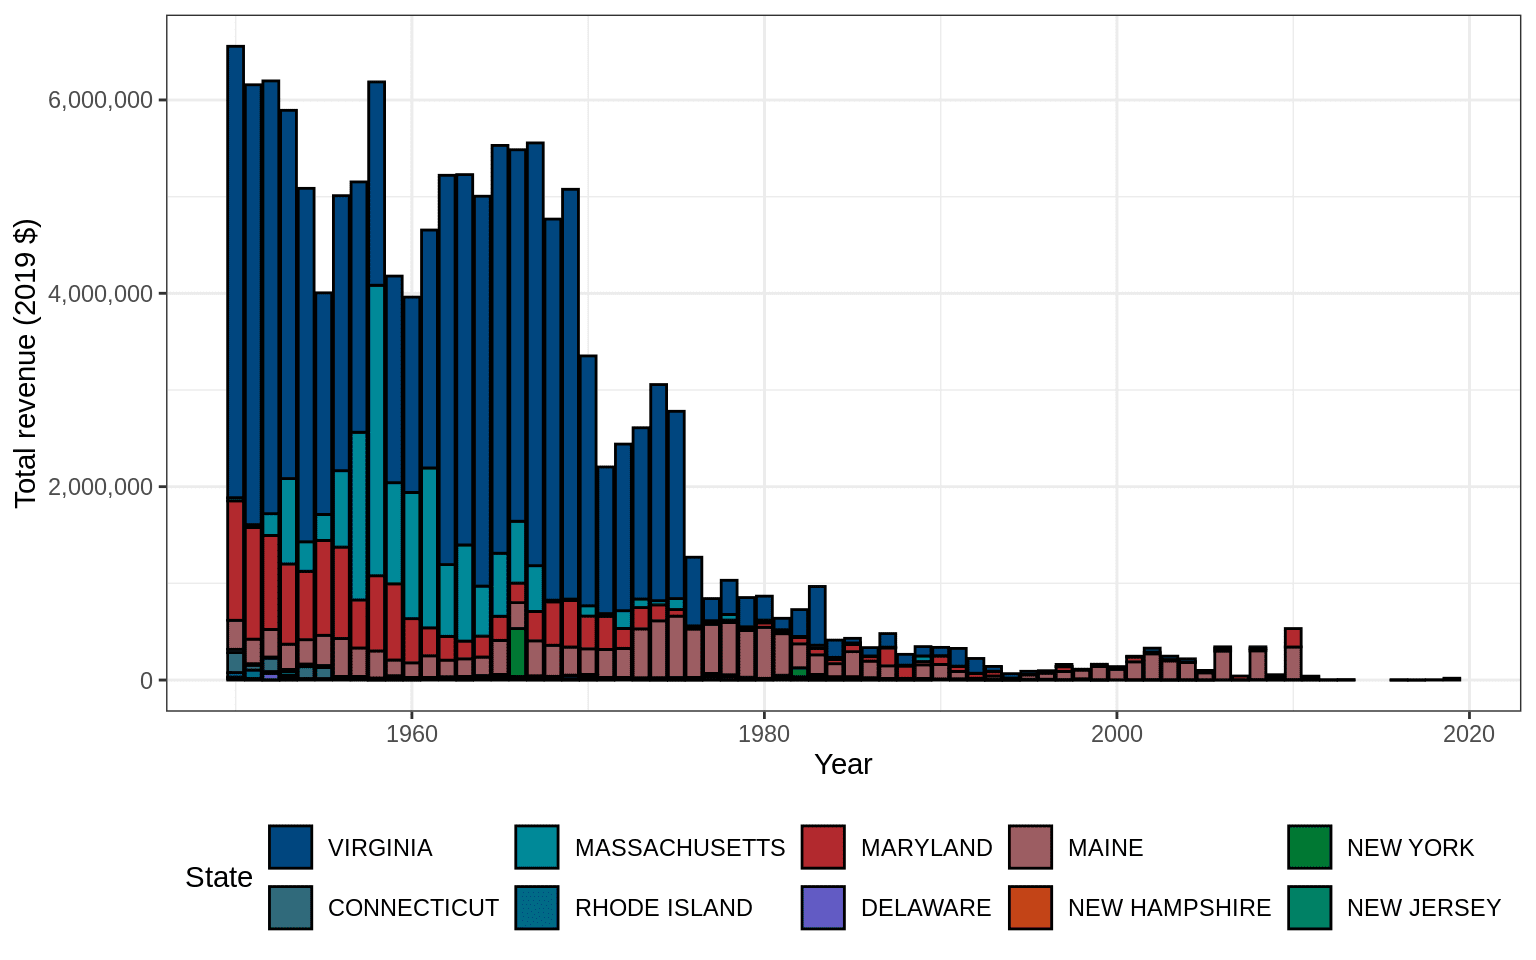 6,000,000
4,000,000
2,000,000
0
Total revenue (2019 $)
1960 1980 2000 2020
Year
State
VIRGINIA MASSACHUSETTS MARYLAND MAINE NEW YORK
CONNECTICUT RHODE ISLAND DELAWARE NEW HAMPSHIRE NEW JERSEY